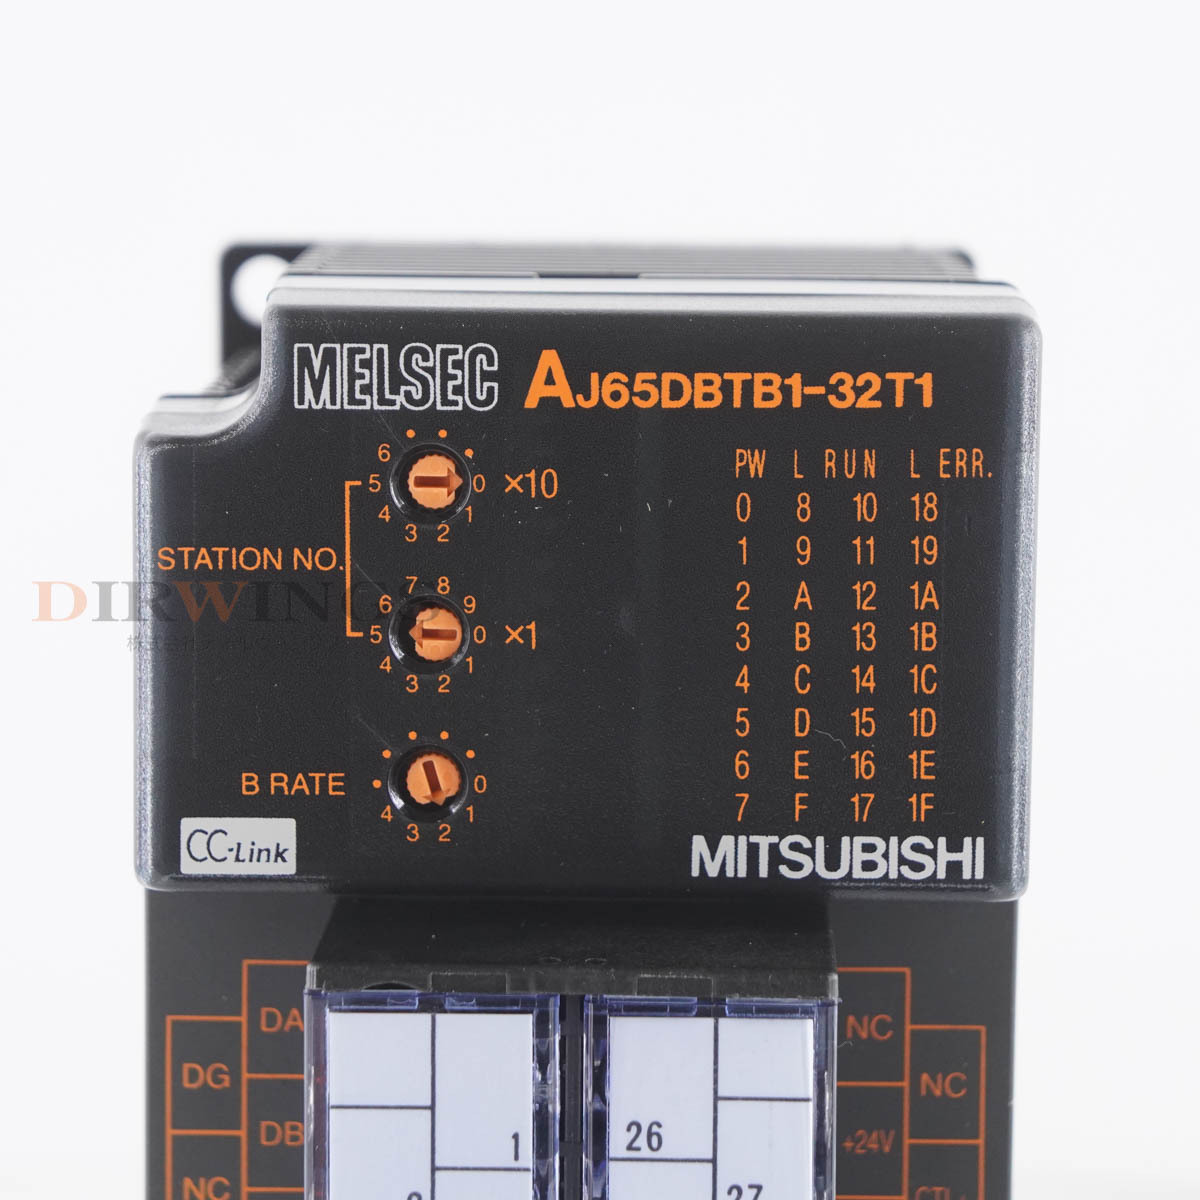 MELSEC AJ65DBTB1-32T1
6 5 4 3 2 1 0 ×10
STATION NO.
7 8 9 6 5 4 3 2 1 0 ×1
B RATE
4 3 2 1 0
PW L RUN L ERR.
0 8 10 18
1 9 11 19
2 A 12 1A
3 B 13 1B
4 C 14 1C
5 D 15 1D
6 E 16 1E
7 F 17 1F
CC-Link
MITSUBISHI
DIRWINGS
DA
DG
DB
NC
1
26
27
NC
NC
+24V